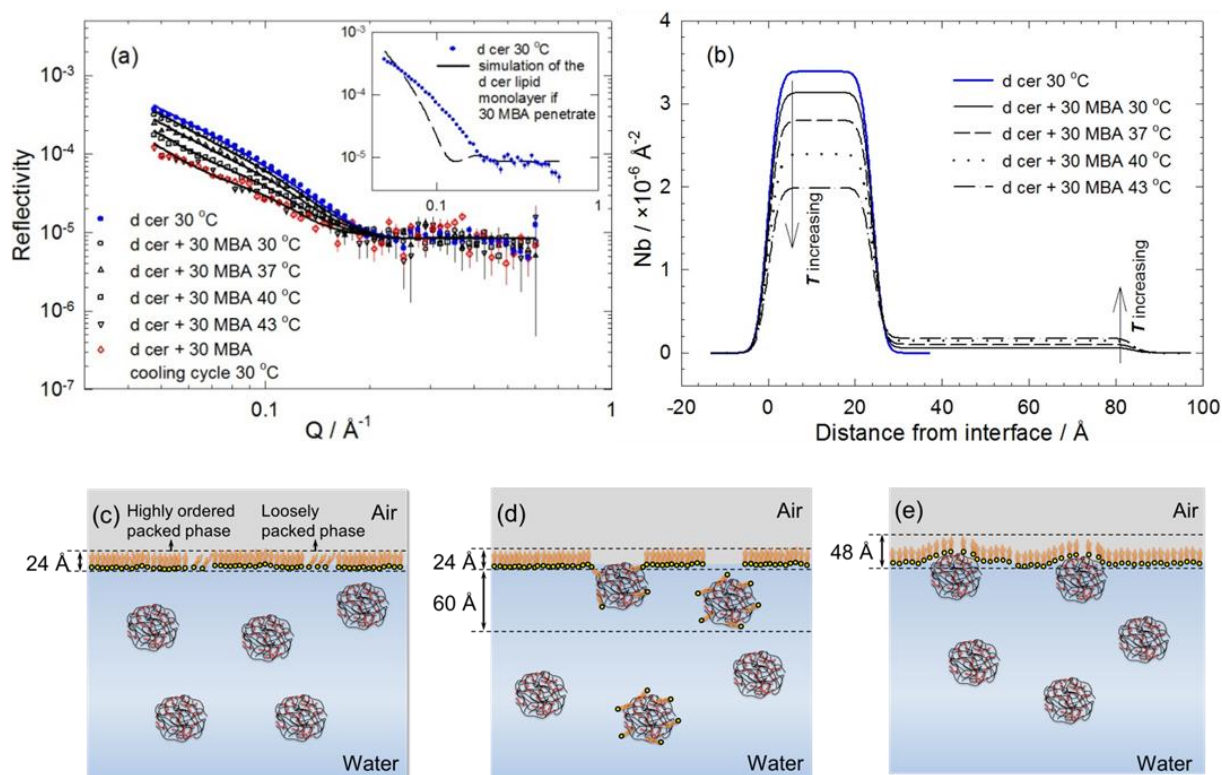 (a)
10⁻³
10⁻⁴
10⁻⁵
10⁻⁶
10⁻⁷
Reflectivity
0.1
1
Q / Å⁻¹
d cer 30 °C
d cer + 30 MBA 30 °C
d cer + 30 MBA 37 °C
d cer + 30 MBA 40 °C
d cer + 30 MBA 43 °C
d cer + 30 MBA
cooling cycle 30 °C
10⁻³
10⁻⁴
10⁻⁵
0.1
1
d cer 30 °C
simulation of the
d cer lipid
monolayer if
30 MBA penetrate
(b)
4
3
2
1
0
Nb / ×10⁻⁶ Å⁻²
-20
0
20
40
60
80
100
Distance from interface / Å
d cer 30 °C
d cer + 30 MBA 30 °C
d cer + 30 MBA 37 °C
d cer + 30 MBA 40 °C
d cer + 30 MBA 43 °C
T increasing
T increasing
(c)
Highly ordered
packed phase
Loosely
packed phase
Air
24 Å
Water
(d)
Air
24 Å
60 Å
Water
(e)
Air
48 Å
Water